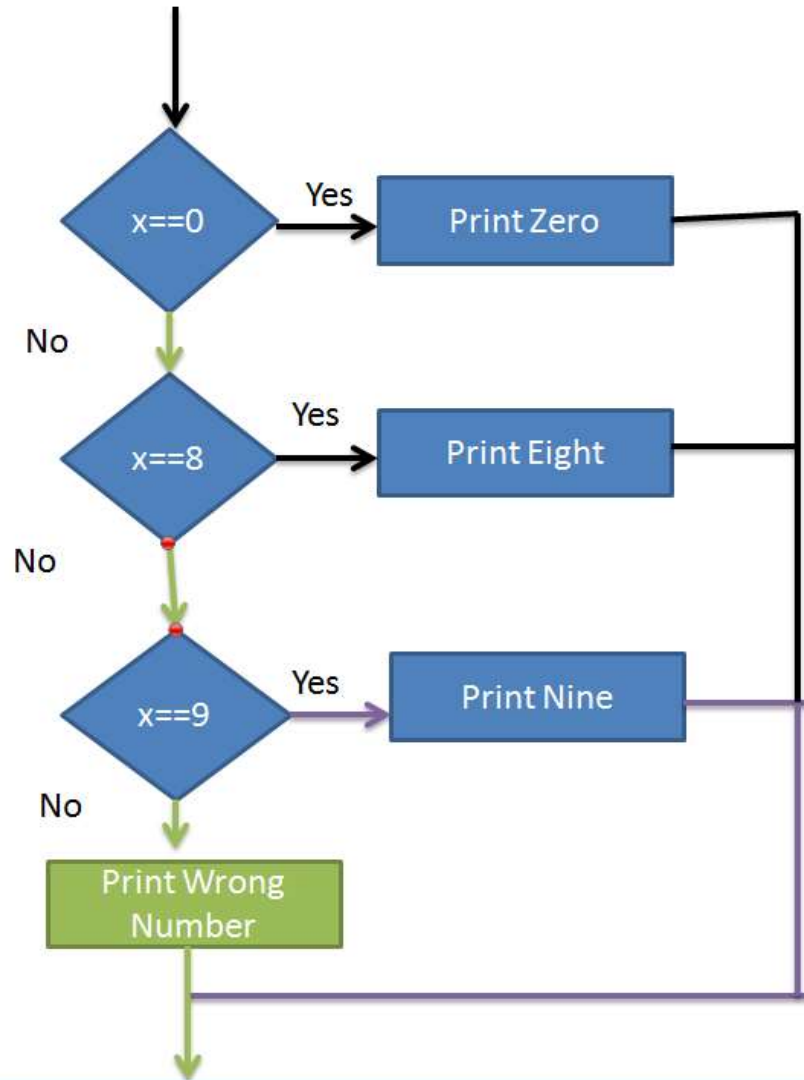 x==0
Yes
Print Zero
No
x==8
Yes
Print Eight
No
x==9
Yes
Print Nine
No
Print Wrong
Number